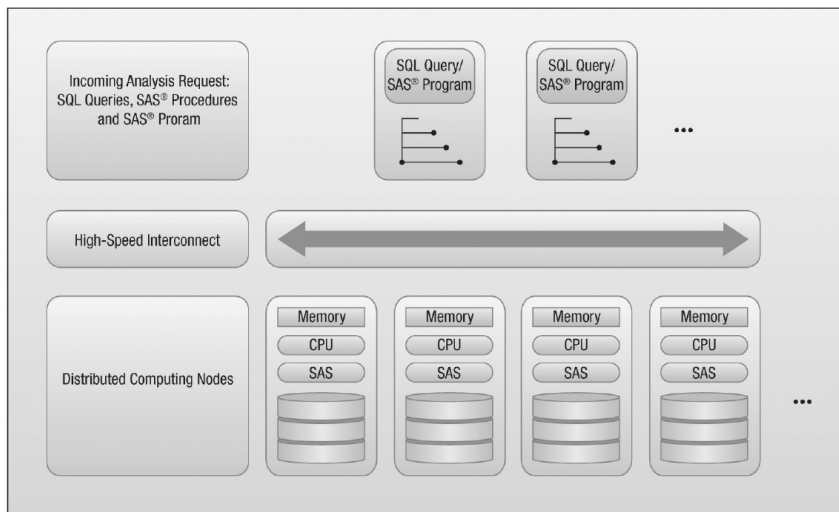 Incoming Analysis Request:
SQL Queries, SAS® Procedures
and SAS® Proram
SQL Query/
SAS® Program
SQL Query/
SAS® Program
...
High-Speed Interconnect
Distributed Computing Nodes
Memory
CPU
SAS
Memory
CPU
SAS
Memory
CPU
SAS
Memory
CPU
SAS
...